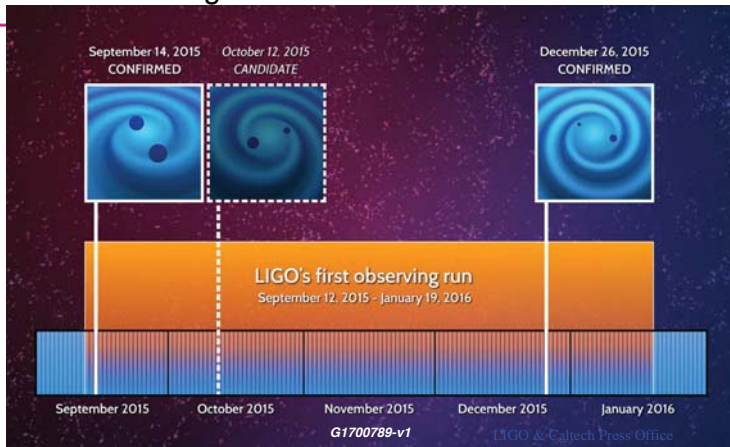 September 14, 2015
CONFIRMED
October 12, 2015
CANDIDATE
December 26, 2015
CONFIRMED
LIGO's first observing run
September 12, 2015 - January 19, 2016
September 2015
October 2015
November 2015
December 2015
January 2016
G1700789-v1
LIGO & Caltech Press Office